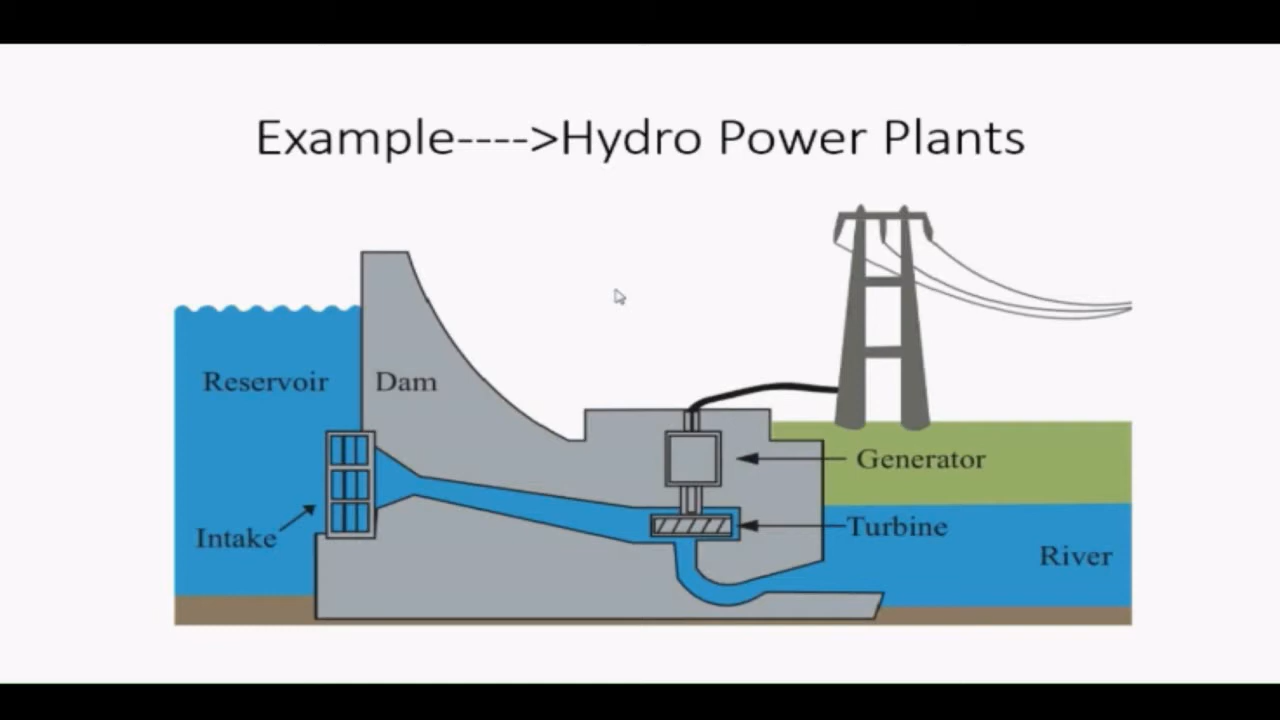 Example---->Hydro Power Plants
Reservoir
Dam
Generator
Intake
Turbine
River